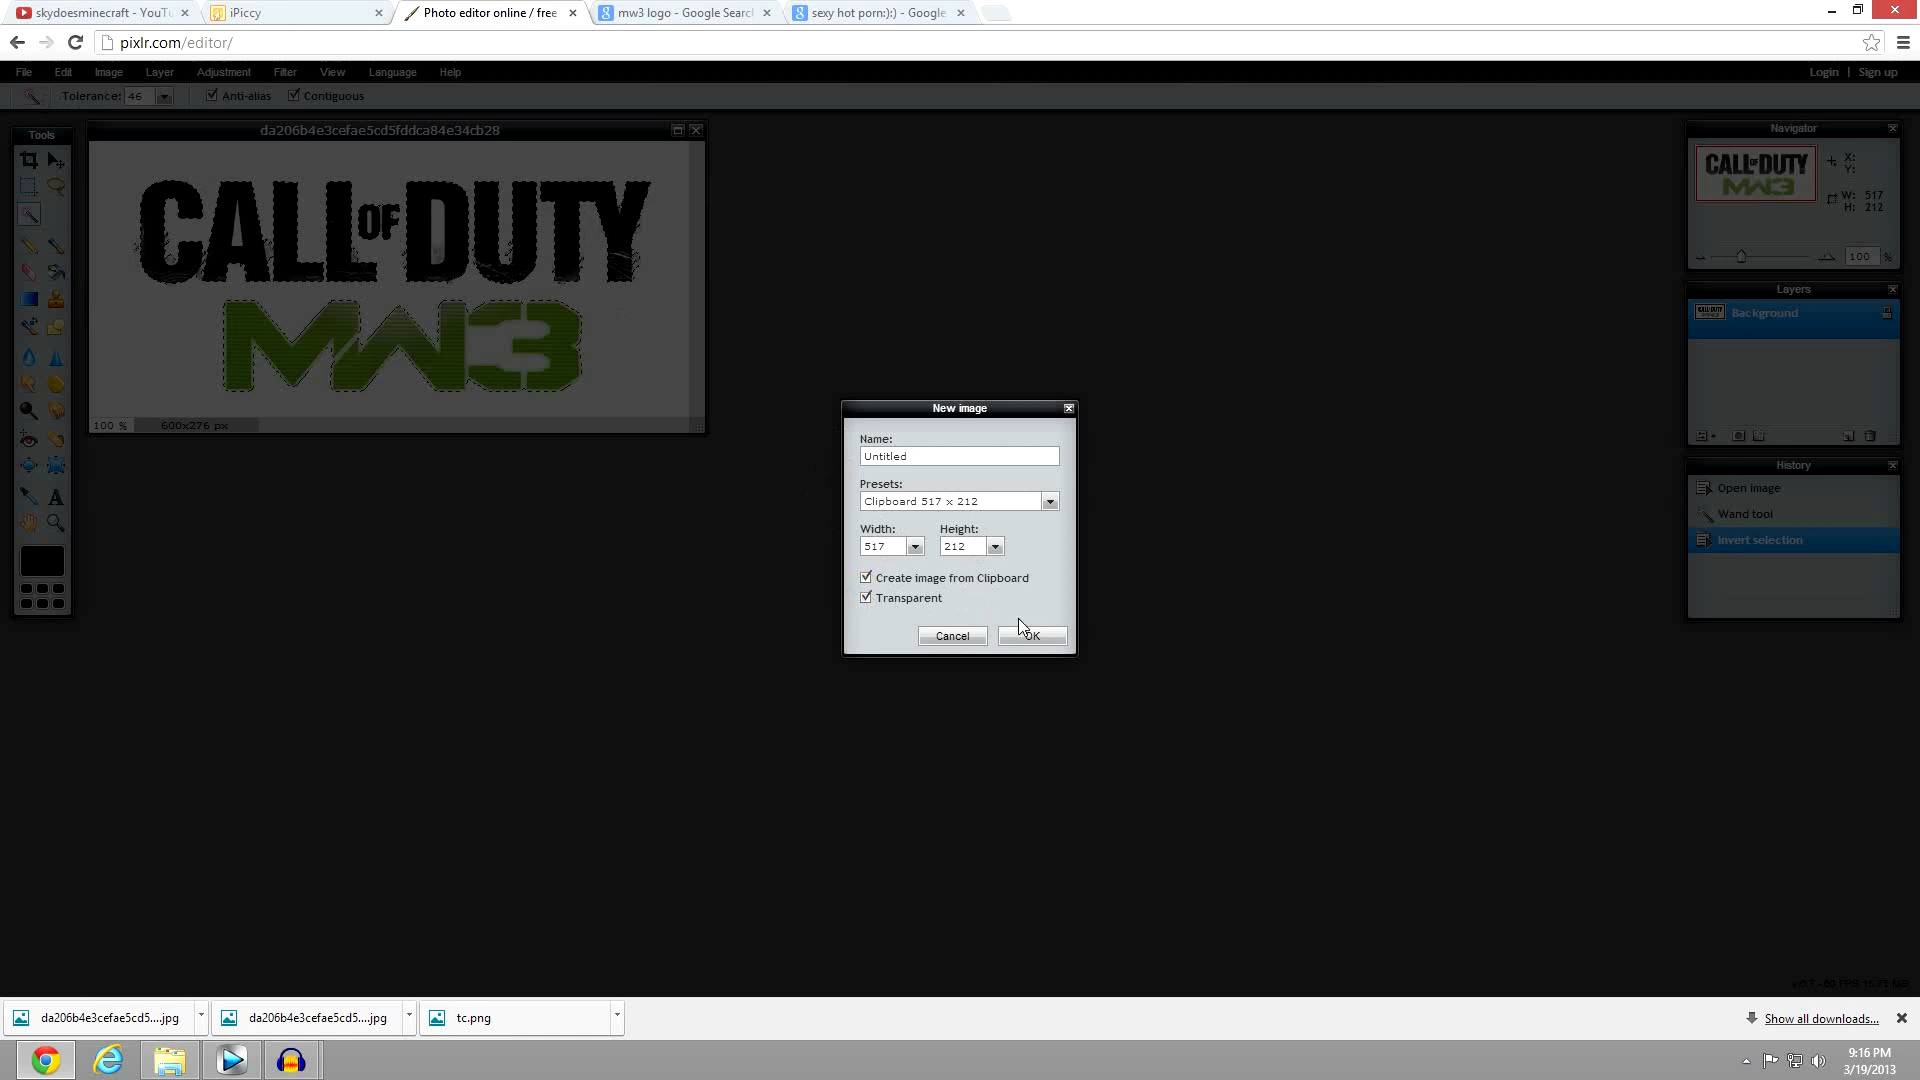 skydoesminecraft - YouTu
iPiccy
Photo editor online / free
mw3 logo - Google Searc
sexy hot porn:):) - Google
pixlr.com/editor/
File Edit Image Layer Adjustment Filter View Language Help
Login | Sign up
Tolerance: 46 Anti-alias Contiguous
Tools
da206b4e3cefae5cd5fddca84e34cb28
CALL OF DUTY
MW3
100 % 600x276 px
New image
Name:
Untitled
Presets:
Clipboard 517 x 212
Width: Height:
517 212
Create image from Clipboard
Transparent
Cancel OK
Navigator
CALL OF DUTY
MW3
X:
Y:
W: 517
H: 212
100 %
Layers
Background
History
Open image
Wand tool
Invert selection
da206b4e3cefae5cd5....jpg
da206b4e3cefae5cd5....jpg
tc.png
Show all downloads...
9:16 PM
3/19/2013